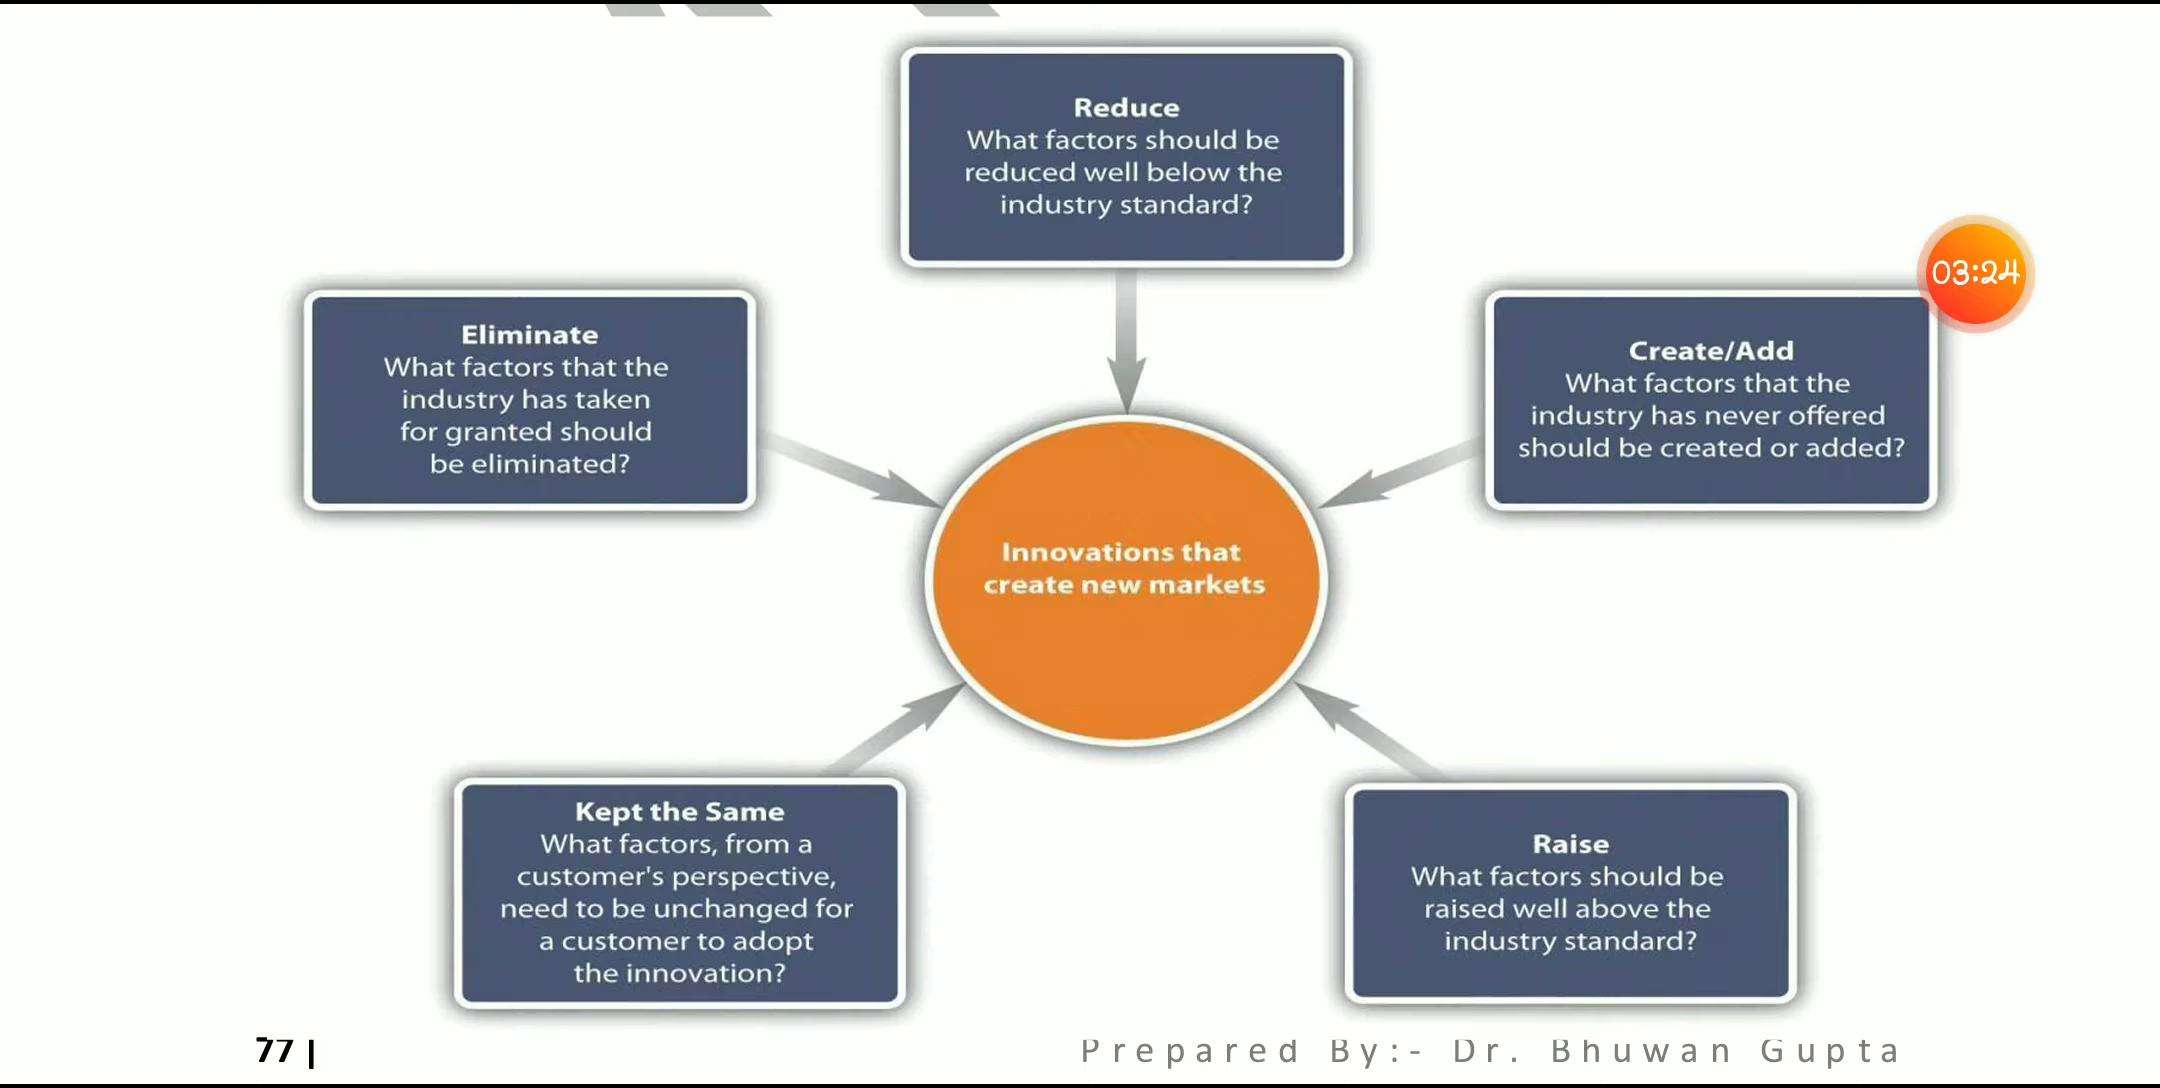 Reduce
What factors should be
reduced well below the
industry standard?
03:24
Eliminate
What factors that the
industry has taken
for granted should
be eliminated?
Create/Add
What factors that the
industry has never offered
should be created or added?
Innovations that
create new markets
Kept the Same
What factors, from a
customer's perspective,
need to be unchanged for
a customer to adopt
the innovation?
Raise
What factors should be
raised well above the
industry standard?
77 |
Prepared By:- Dr. Bhuwan Gupta